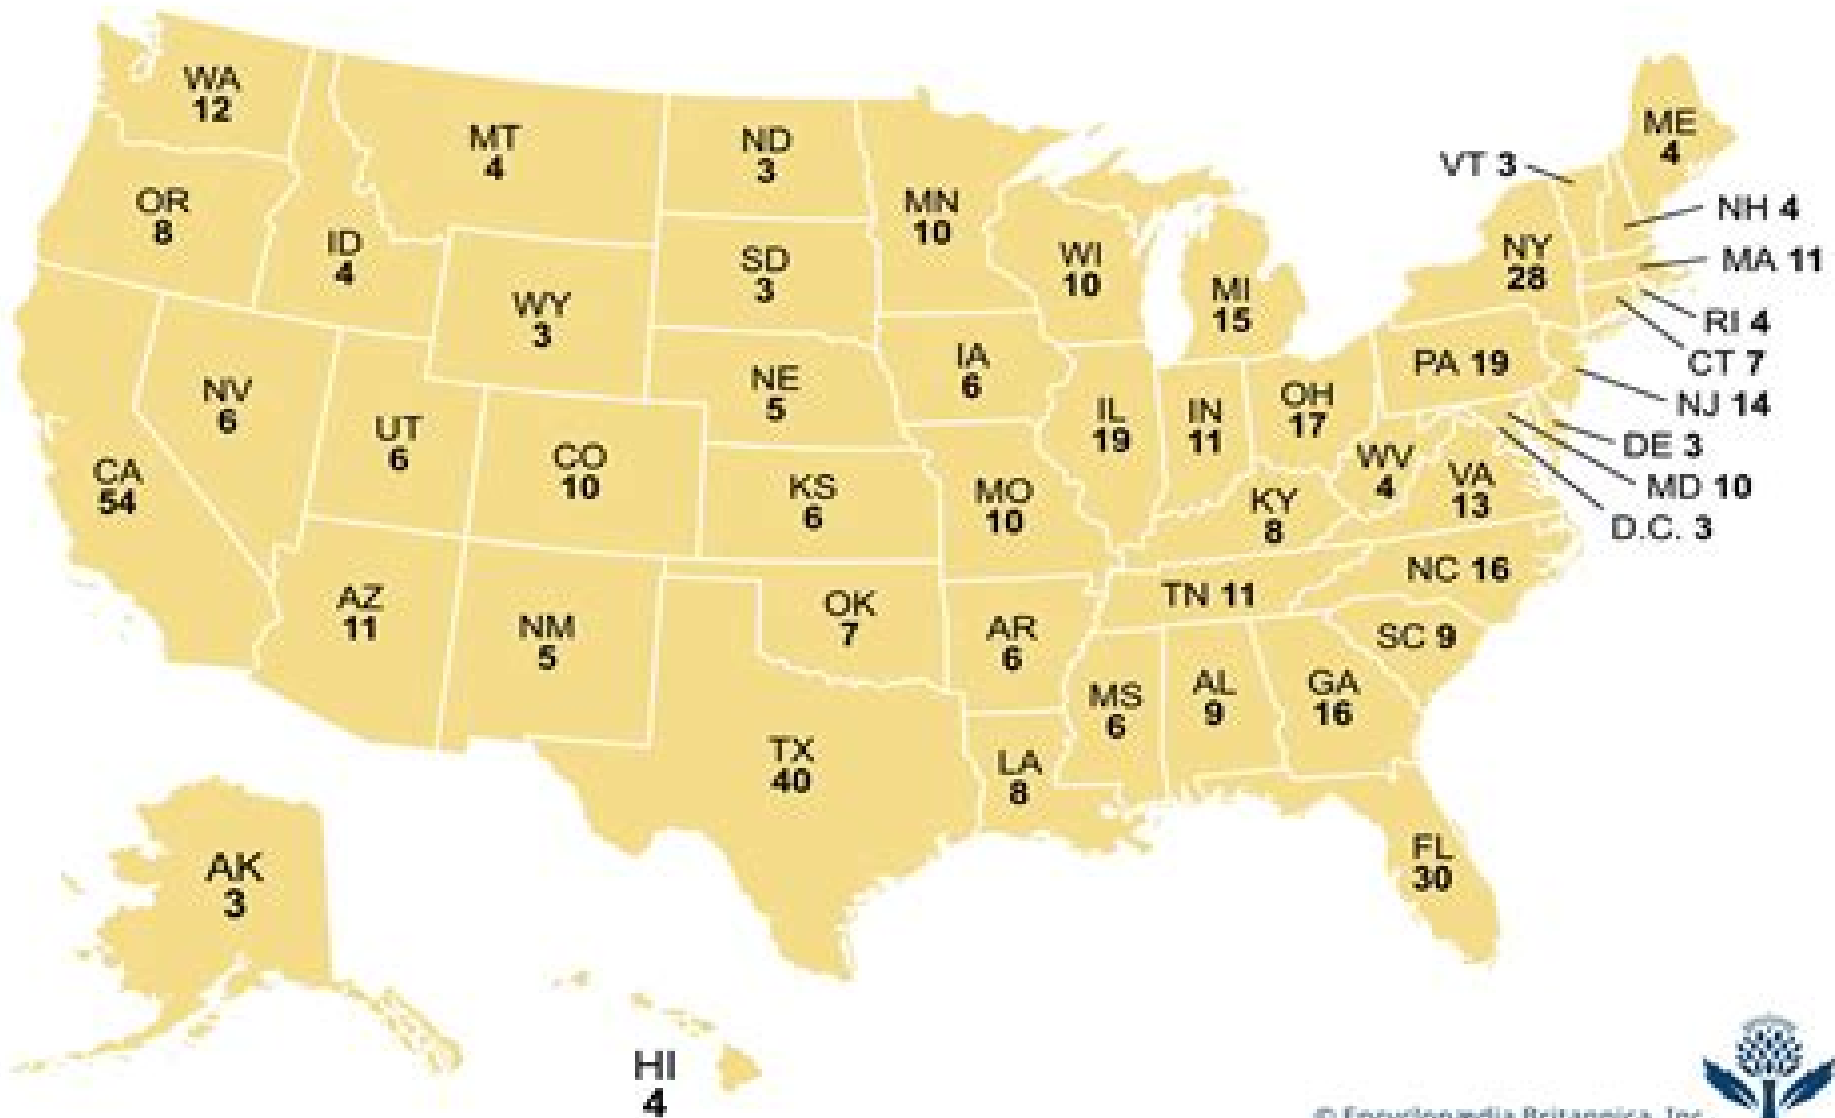 WA
12
MT
4
ND
3
MN
10
ME
4
VT 3
NH 4
OR
8
ID
4
SD
3
WI
10
MI
15
NY
28
MA 11
WY
3
RI 4
CT 7
NV
6
NE
5
IA
6
IL
19
IN
11
OH
17
PA 19
NJ 14
DE 3
MD 10
D.C. 3
CA
54
UT
6
CO
10
KS
6
MO
10
KY
8
WV
4
VA
13
NC 16
AZ
11
NM
5
OK
7
AR
6
TN 11
SC 9
MS
6
AL
9
GA
16
TX
40
LA
8
FL
30
AK
3
HI
4
© Encyclopædia Britannica, Inc.